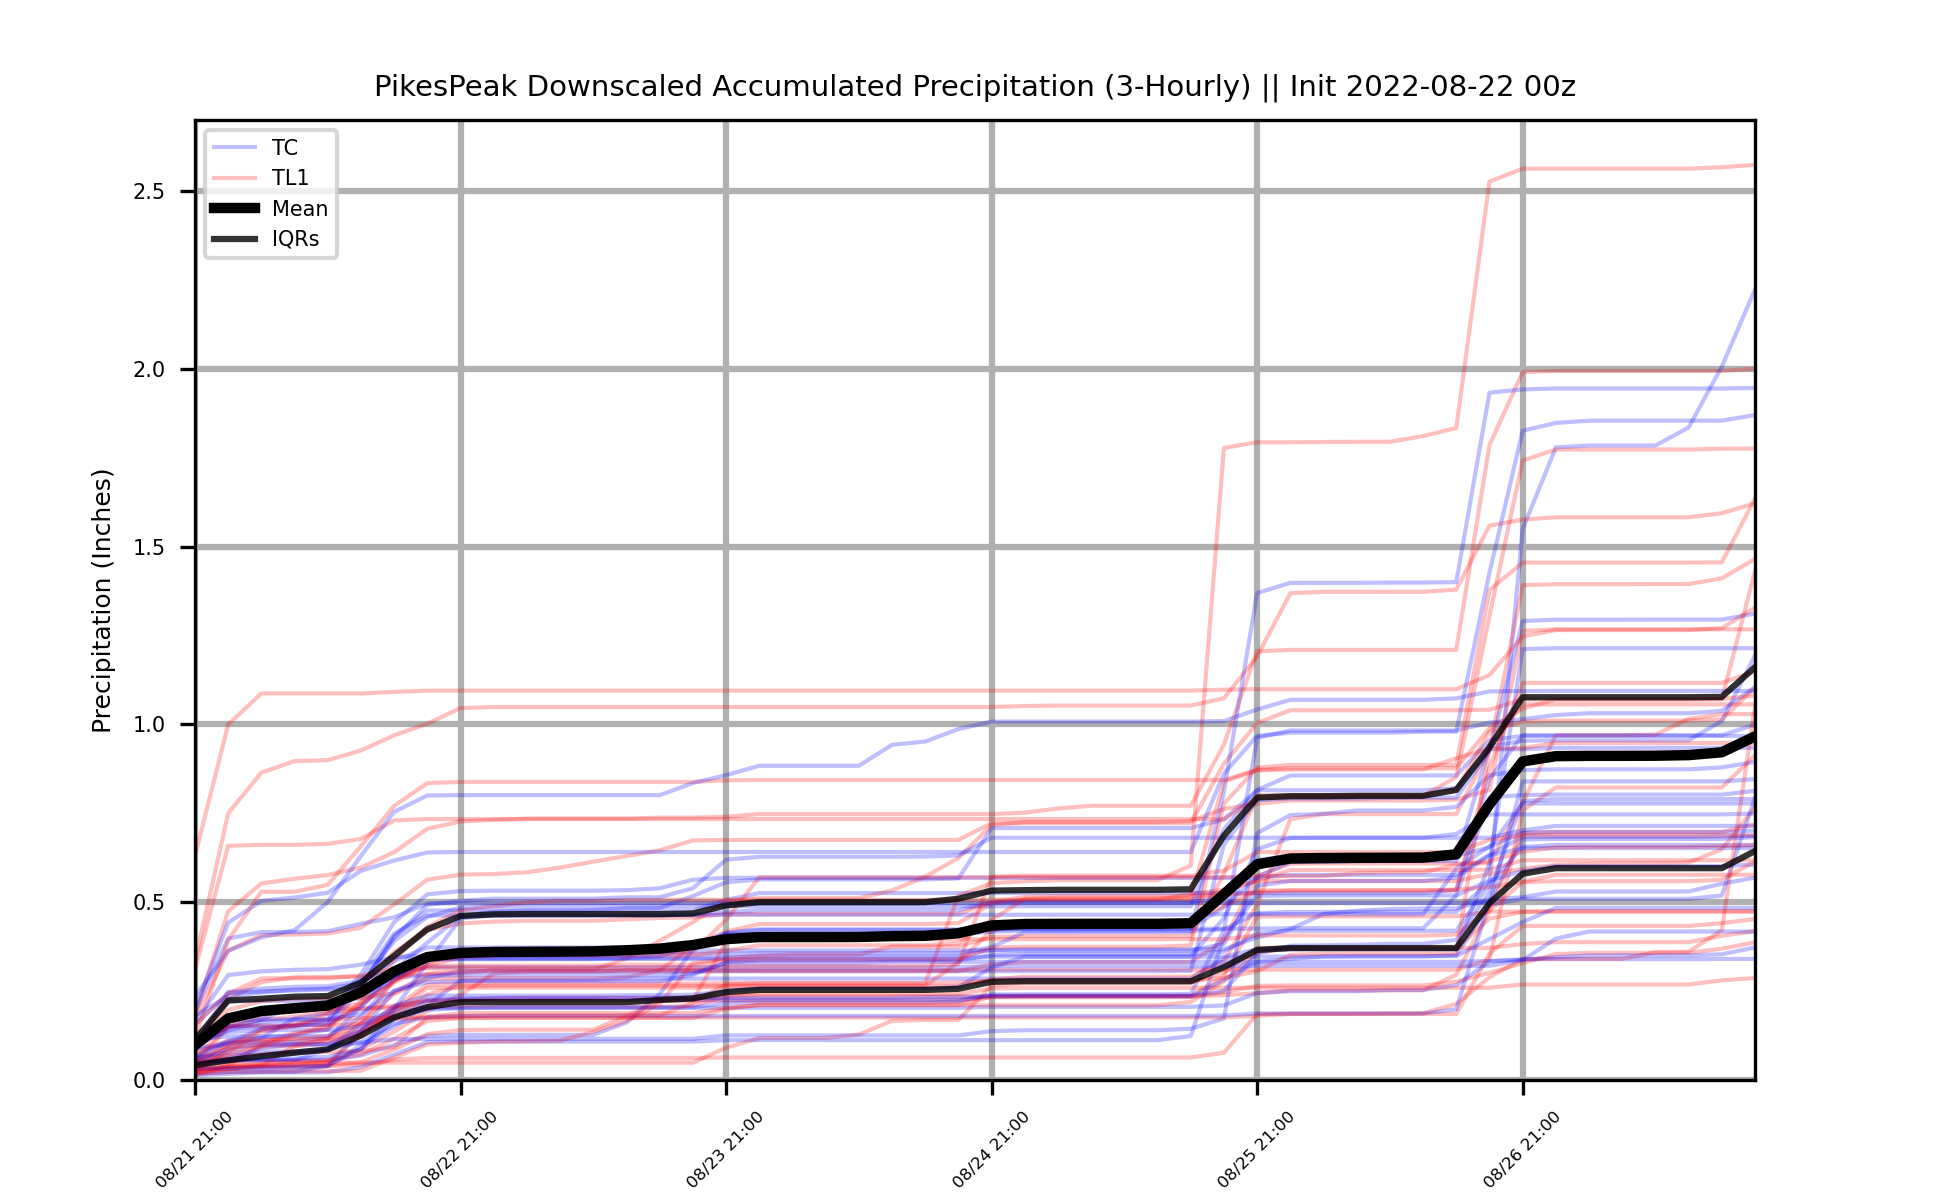 PikesPeak Downscaled Accumulated Precipitation (3-Hourly) || Init 2022-08-22 00z
TC
TL1
Mean
IQRs
Precipitation (Inches)
2.5
2.0
1.5
1.0
0.5
0.0
08/21 21:00
08/22 21:00
08/23 21:00
08/24 21:00
08/25 21:00
08/26 21:00